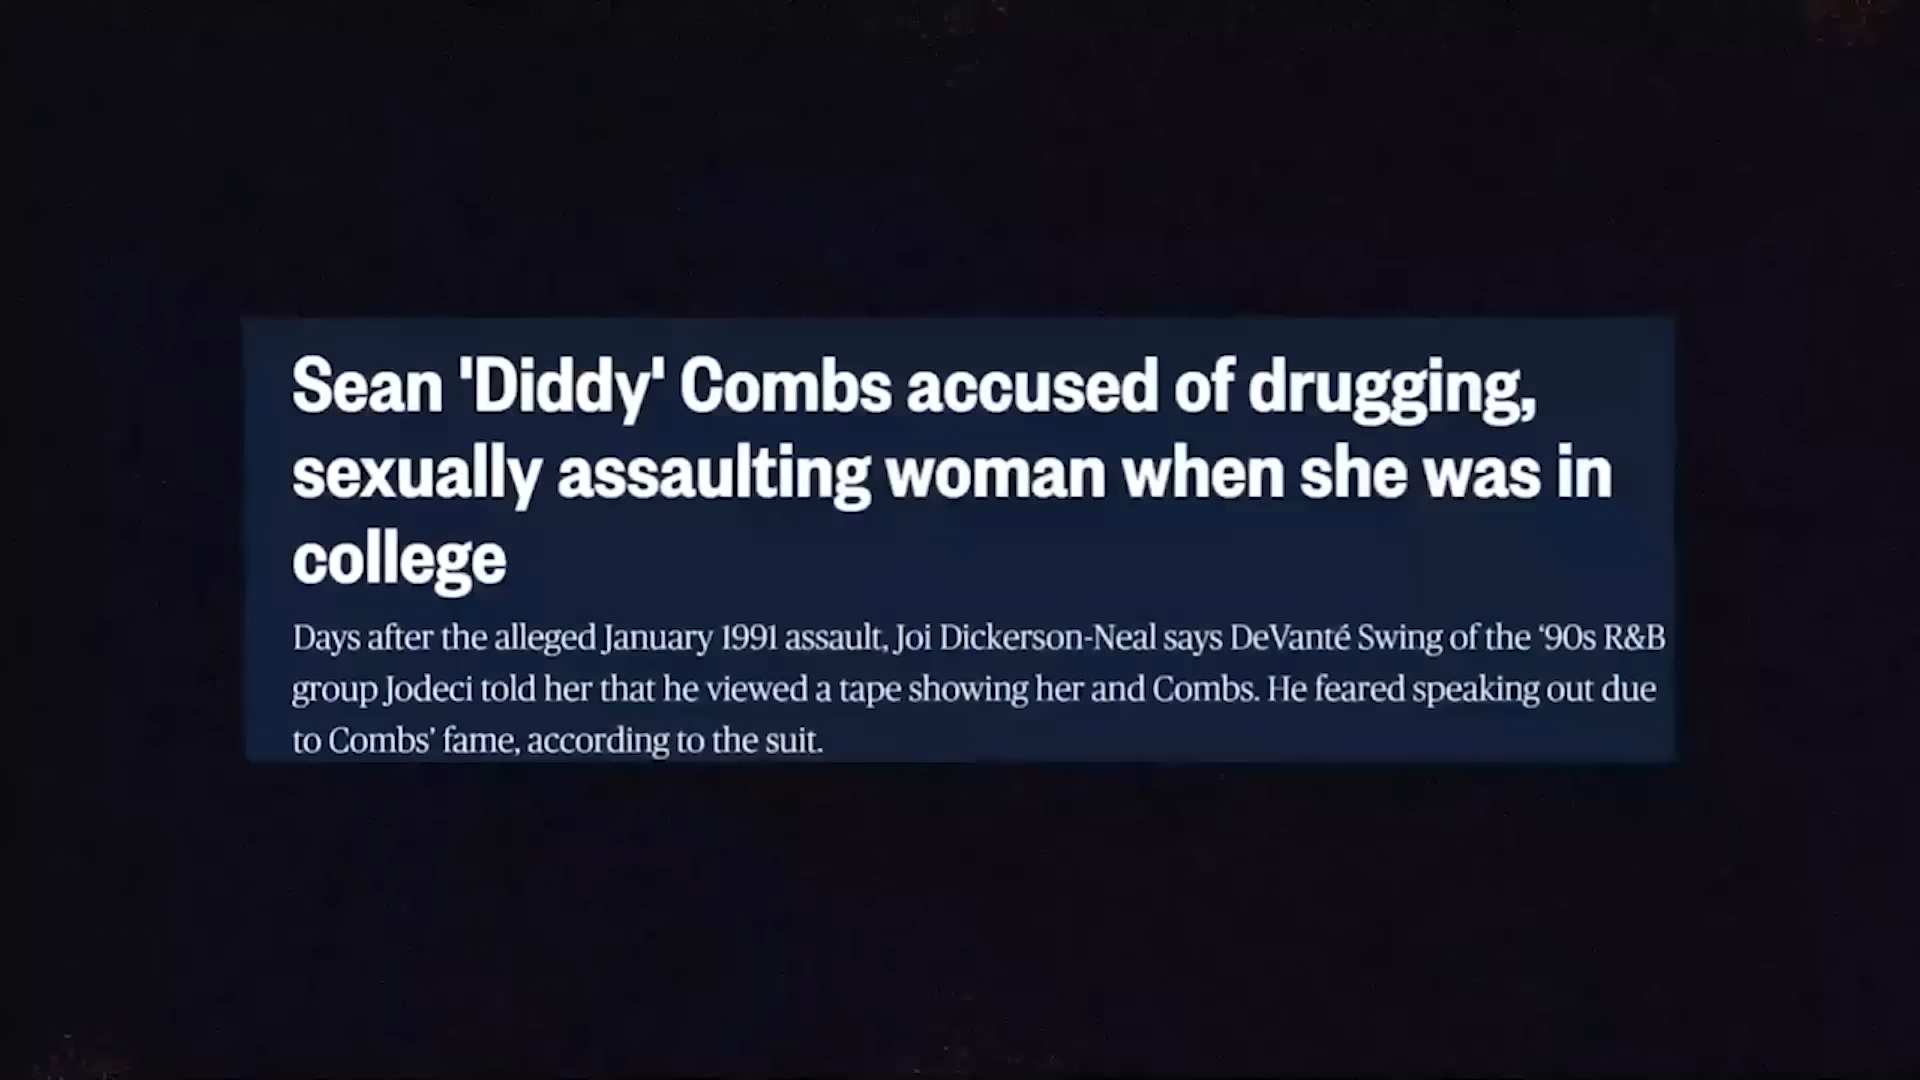 Sean 'Diddy' Combs accused of drugging,
sexually assaulting woman when she was in
college
Days after the alleged January 1991 assault, Joi Dickerson-Neal says DeVanté Swing of the ‘90s R&B
group Jodeci told her that he viewed a tape showing her and Combs. He feared speaking out due
to Combs’ fame, according to the suit.